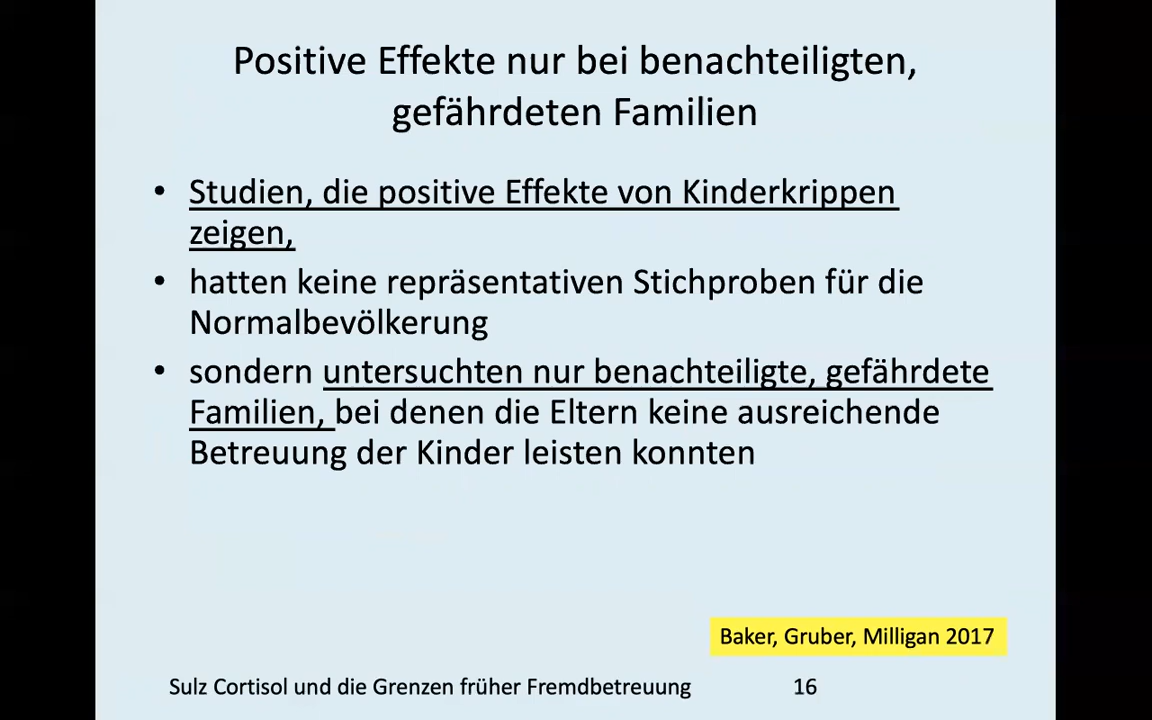 Positive Effekte nur bei benachteiligten,
gefährdeten Familien
• Studien, die positive Effekte von Kinderkrippen
zeigen,
• hatten keine repräsentativen Stichproben für die
Normalbevölkerung
• sondern untersuchten nur benachteiligte, gefährdete
Familien, bei denen die Eltern keine ausreichende
Betreuung der Kinder leisten konnten
Baker, Gruber, Milligan 2017
Sulz Cortisol und die Grenzen früher Fremdbetreuung 16